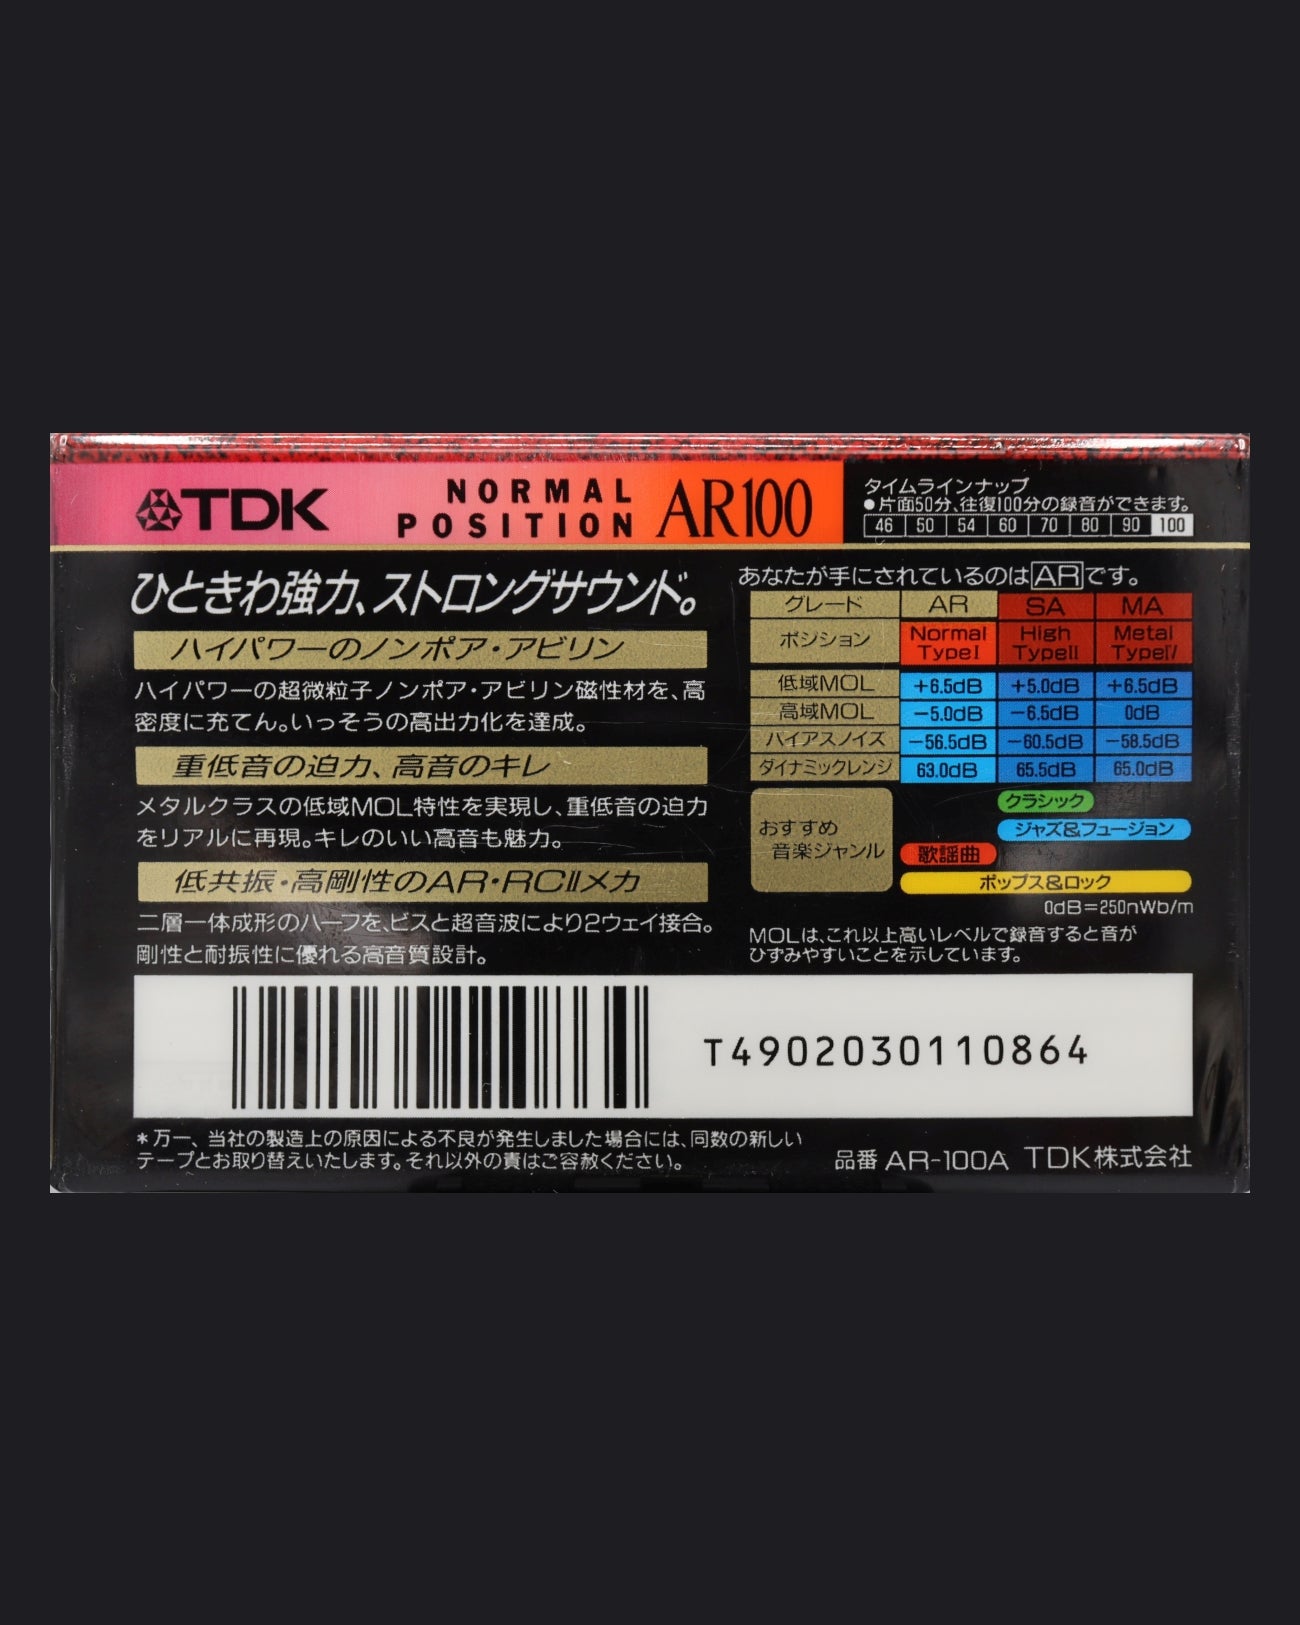 TDK
NORMAL
POSITION
AR100
タイムラインナップ
●片面50分、往復100分の録音ができます。
46 50 54 60 70 80 90 100
ひときわ強力、ストロングサウンド。
ハイパワーのノンポア・アビリン
ハイパワーの超微粒子ノンポア・アビリン磁性材を、高
密度に充てん。いっそうの高出力化を達成。
重低音の迫力、高音のキレ
メタルクラスの低域MOL特性を実現し、重低音の迫力
をリアルに再現。キレのいい高音も魅力。
低共振・高剛性のAR・RCIIメカ
二層一体成形のハーフを、ビスと超音波により2ウェイ接合。
剛性と耐振性に優れる高音質設計。
あなたが手にされているのはARです。
グレード AR SA MA
ポジション Normal TypeI High TypeII Metal TypeIV
低域MOL +6.5dB +5.0dB +6.5dB
高域MOL -5.0dB -6.5dB 0dB
バイアスノイズ -56.5dB -60.5dB -58.5dB
ダイナミックレンジ 63.0dB 65.5dB 65.0dB
おすすめ
音楽ジャンル
クラシック
ジャズ&フュージョン
歌謡曲
ポップス&ロック
0dB=250nWb/m
MOLは、これ以上高いレベルで録音すると音が
ひずみやすいことを示しています。
T4902030110864
*万一、当社の製造上の原因による不良が発生しました場合には、同数の新しい
テープとお取り替えいたします。それ以外の責はご容赦ください。
品番 AR-100A TDK株式会社